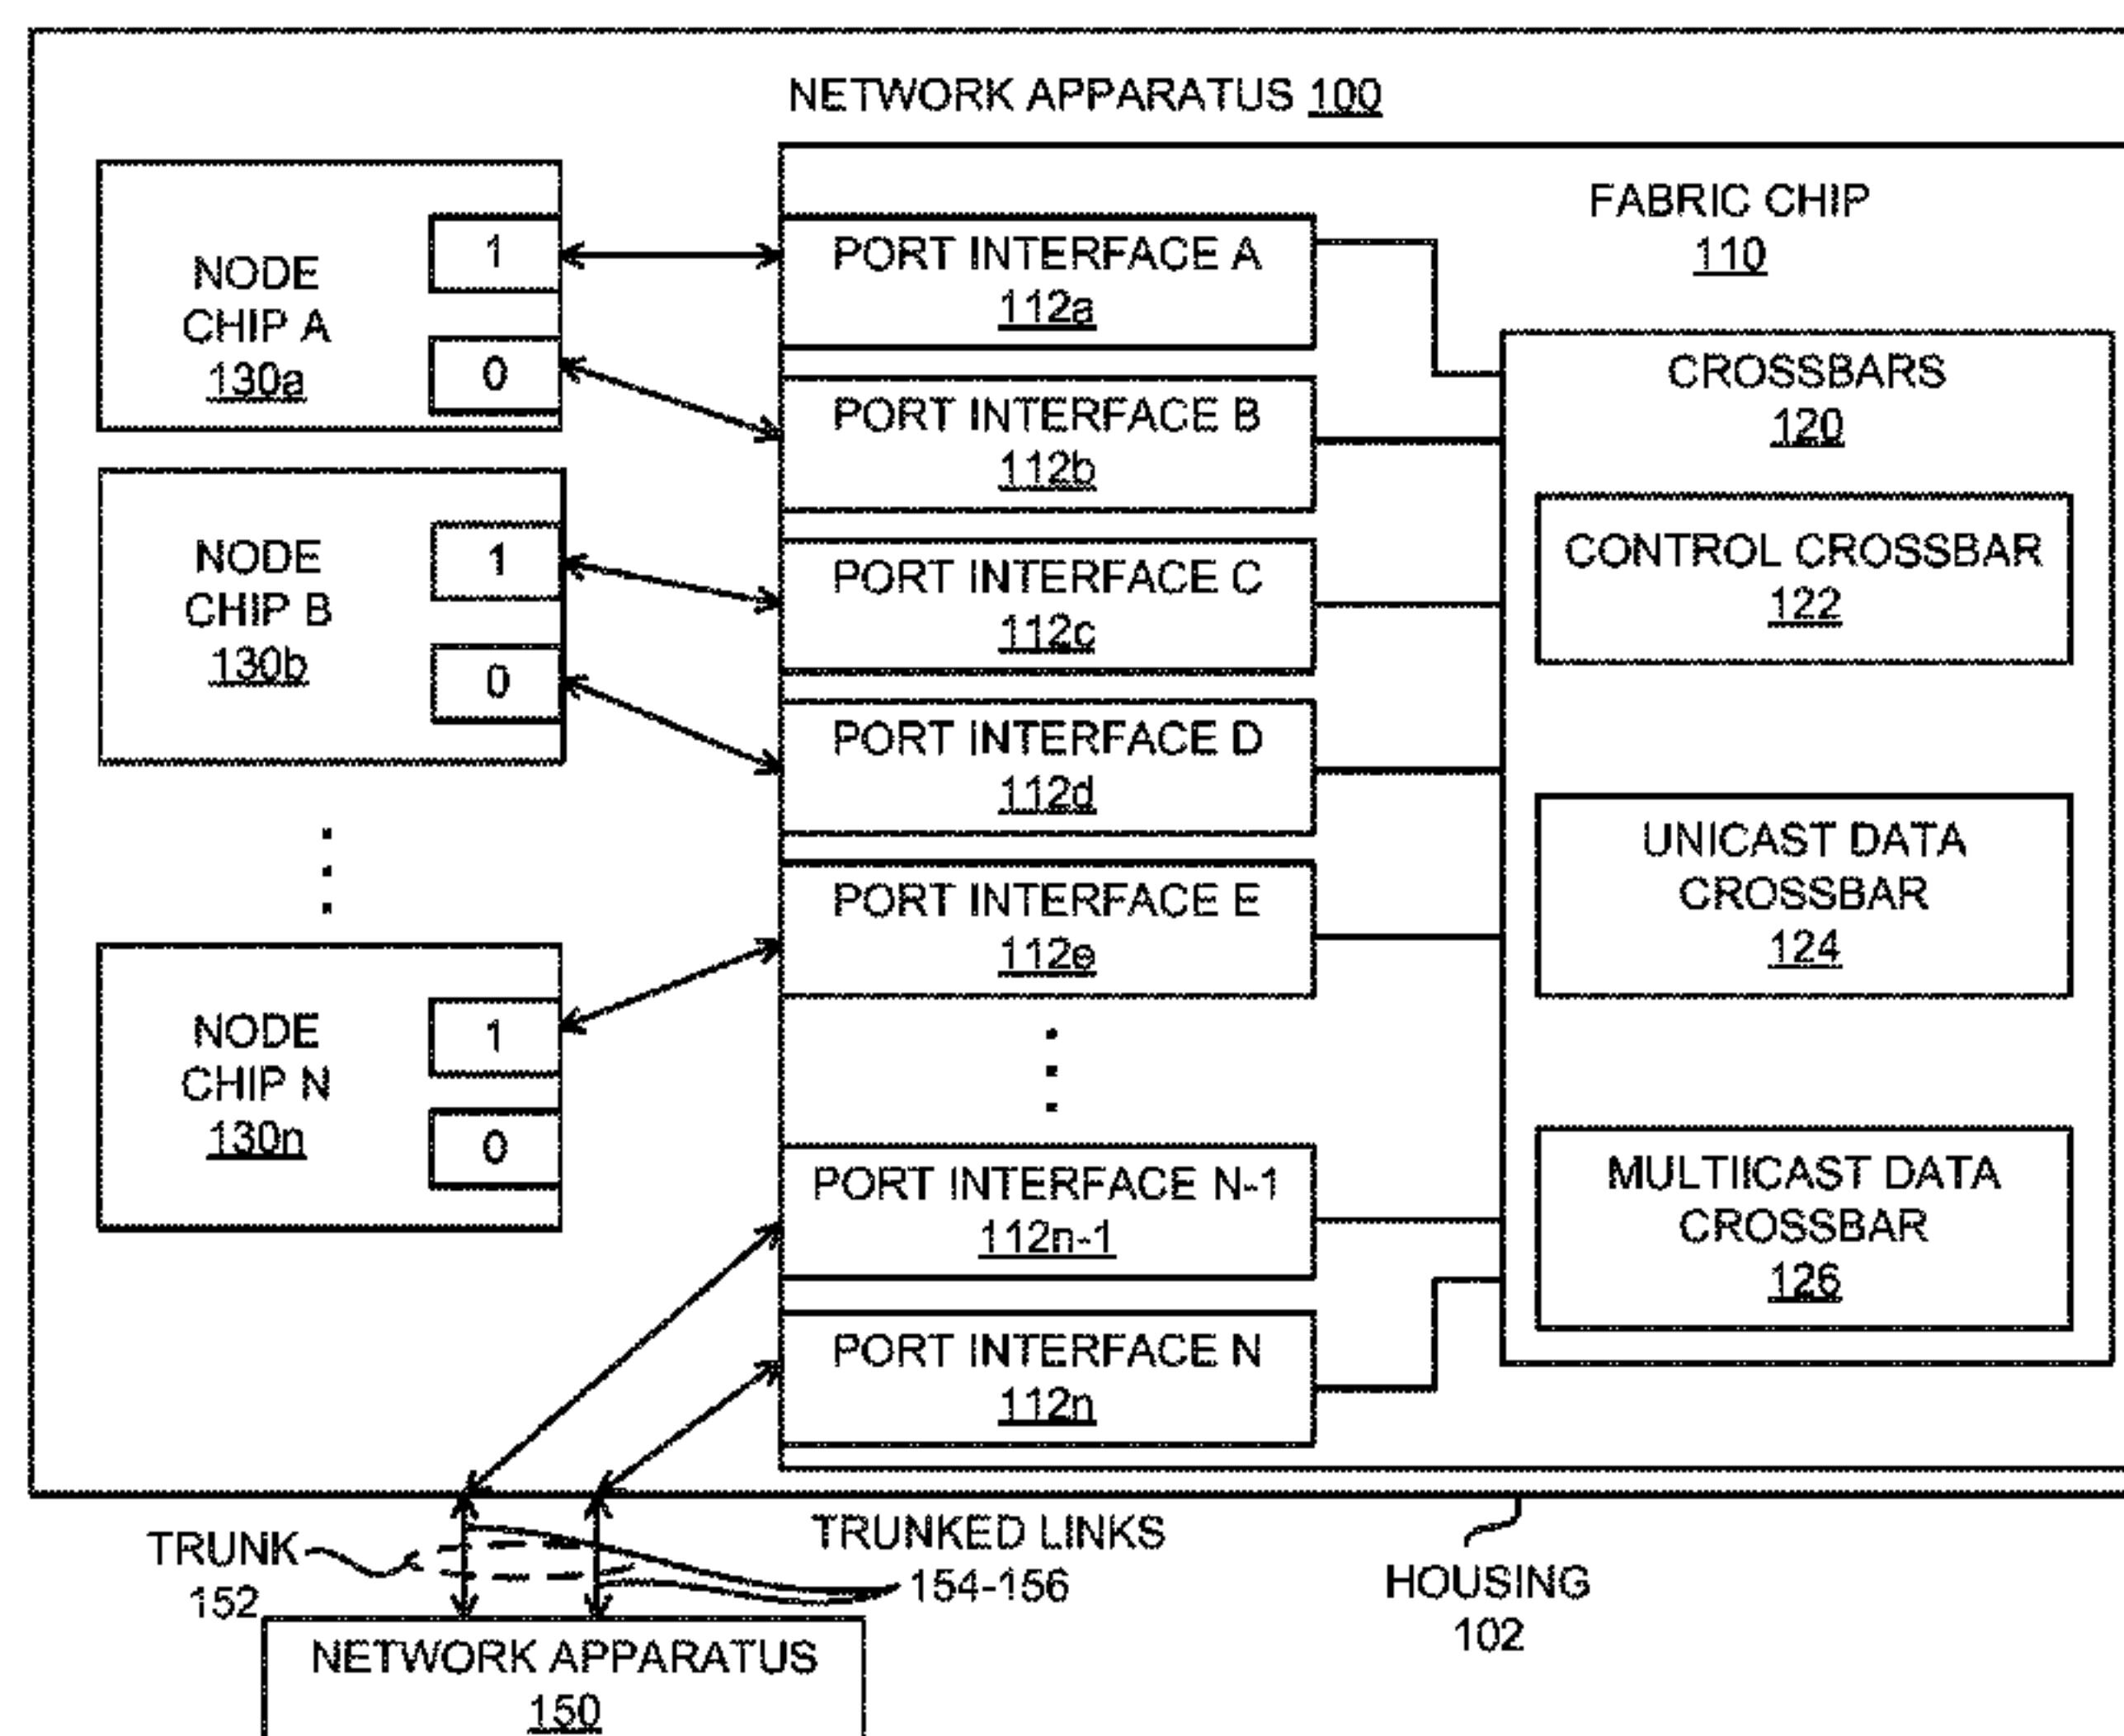 NETWORK APPARATUS 100
FABRIC CHIP
110
NODE
CHIP A
130a
1
0
NODE
CHIP B
130b
1
0
NODE
CHIP N
130n
1
0
PORT INTERFACE A
112a
PORT INTERFACE B
112b
PORT INTERFACE C
112c
PORT INTERFACE D
112d
PORT INTERFACE E
112e
PORT INTERFACE N-1
112n-1
PORT INTERFACE N
112n
CROSSBARS
120
CONTROL CROSSBAR
122
UNICAST DATA
CROSSBAR
124
MULTIICAST DATA
CROSSBAR
126
TRUNK
152
TRUNKED LINKS
154-156
HOUSING
102
NETWORK APPARATUS
150